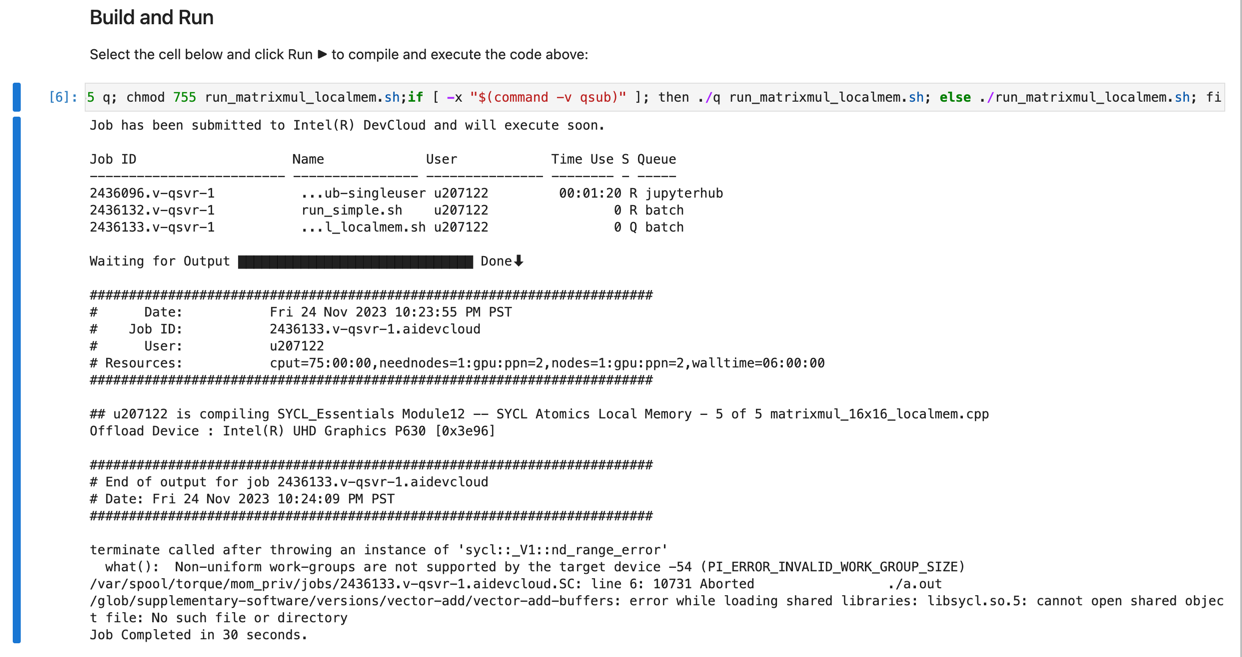 Build and Run
Select the cell below and click Run ▶ to compile and execute the code above:
[6]: 5 q; chmod 755 run_matrixmul_localmem.sh;if [ -x "$(command -v qsub)" ]; then ./q run_matrixmul_localmem.sh; else ./run_matrixmul_localmem.sh; fi
Job has been submitted to Intel(R) DevCloud and will execute soon.
Job ID                    Name             User            Time Use S Queue
------------------------- ---------------- --------------- -------- - -----
2436096.v-qsvr-1           ...ub-singleuser u207122         00:01:20 R jupyterhub
2436132.v-qsvr-1           run_simple.sh    u207122                0 R batch
2436133.v-qsvr-1           ...l_localmem.sh u207122                0 Q batch
Waiting for Output ██████████████████████████████ Done⬇
########################################################################
#      Date:           Fri 24 Nov 2023 10:23:55 PM PST
#    Job ID:           2436133.v-qsvr-1.aidevcloud
#      User:           u207122
# Resources:           cput=75:00:00,neednodes=1:gpu:ppn=2,nodes=1:gpu:ppn=2,walltime=06:00:00
########################################################################
## u207122 is compiling SYCL_Essentials Module12 -- SYCL Atomics Local Memory - 5 of 5 matrixmul_16x16_localmem.cpp
Offload Device : Intel(R) UHD Graphics P630 [0x3e96]
########################################################################
# End of output for job 2436133.v-qsvr-1.aidevcloud
# Date: Fri 24 Nov 2023 10:24:09 PM PST
########################################################################
terminate called after throwing an instance of 'sycl::_V1::nd_range_error'
  what():  Non-uniform work-groups are not supported by the target device -54 (PI_ERROR_INVALID_WORK_GROUP_SIZE)
/var/spool/torque/mom_priv/jobs/2436133.v-qsvr-1.aidevcloud.SC: line 6: 10731 Aborted                 ./a.out
/glob/supplementary-software/versions/vector-add/vector-add-buffers: error while loading shared libraries: libsycl.so.5: cannot open shared objec
t file: No such file or directory
Job Completed in 30 seconds.